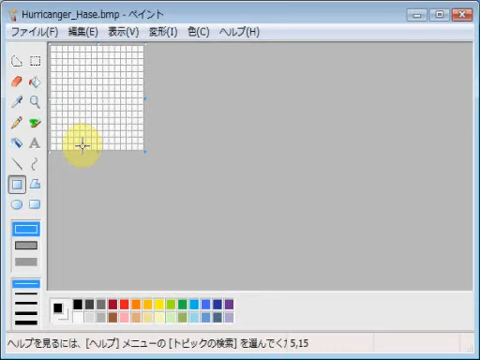 Hurricanger_Hase.bmp - ペイント
ファイル(F) 編集(E) 表示(V) 変形(I) 色(C) ヘルプ(H)
A
ヘルプを見るには、[ヘルプ] メニューの [トピックの検索] を選んでく 5,15